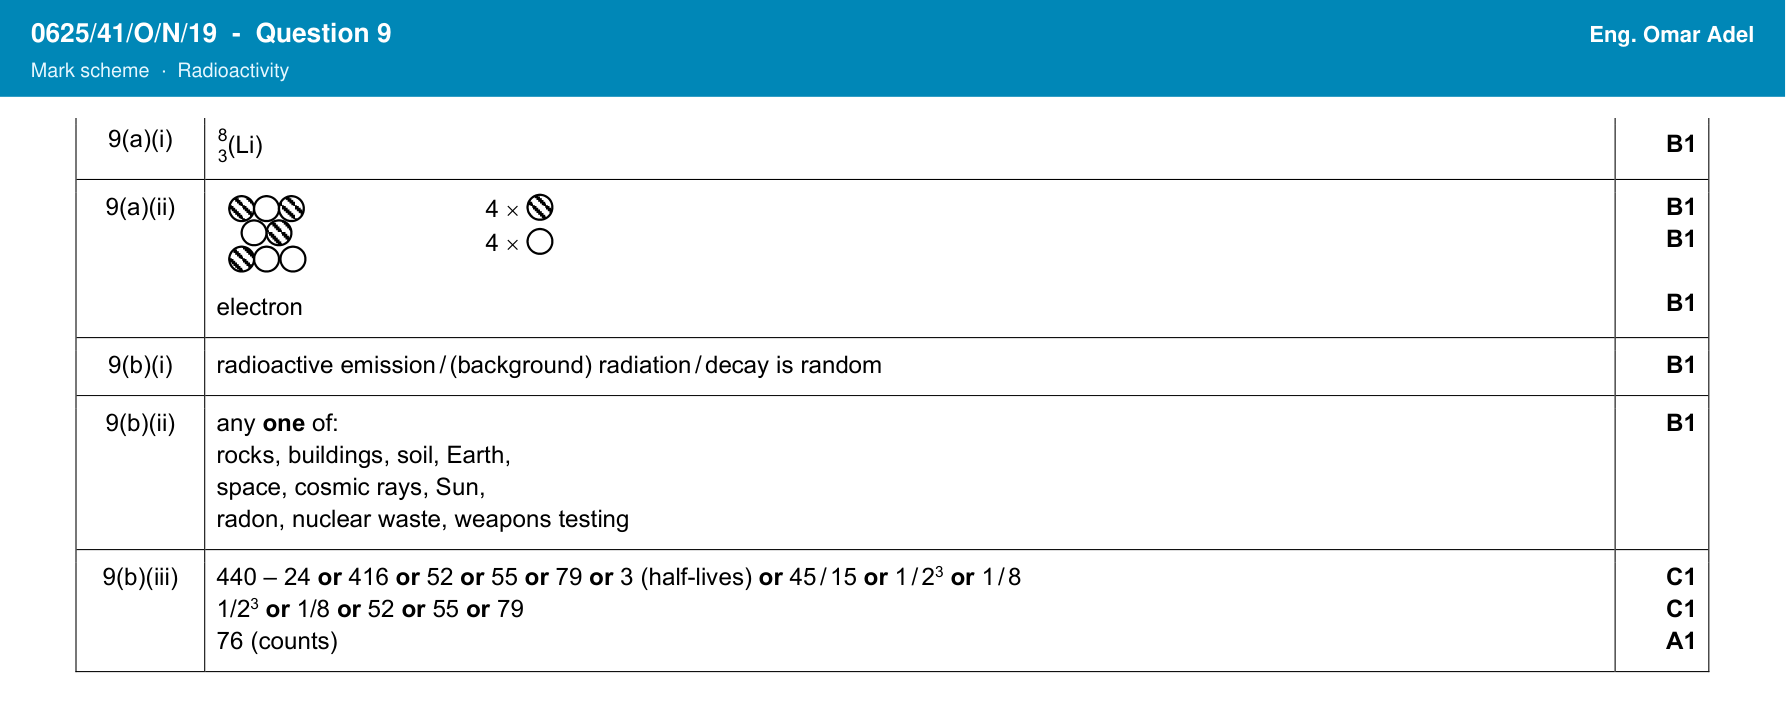 0625/41/O/N/19 - Question 9
Eng. Omar Adel
Mark scheme · Radioactivity
9(a)(i) ⁸₃(Li) B1
9(a)(ii) 4 × B1
4 × B1
electron B1
9(b)(i) radioactive emission/(background) radiation/decay is random B1
9(b)(ii) any one of: B1
rocks, buildings, soil, Earth,
space, cosmic rays, Sun,
radon, nuclear waste, weapons testing
9(b)(iii) 440 – 24 or 416 or 52 or 55 or 79 or 3 (half-lives) or 45/15 or 1/2³ or 1/8 C1
1/2³ or 1/8 or 52 or 55 or 79 C1
76 (counts) A1